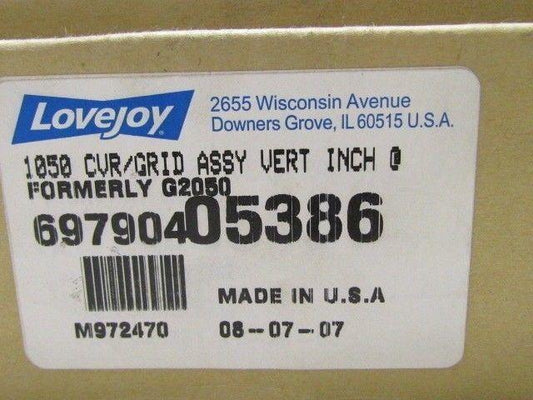 Lovejoy
2655 Wisconsin Avenue
Downers Grove, IL 60515 U.S.A.
1050 CVR/GRID ASSY VERT INCH
FORMERLY G2050
69790405386
MADE IN U.S.A
M972470
08-07-07